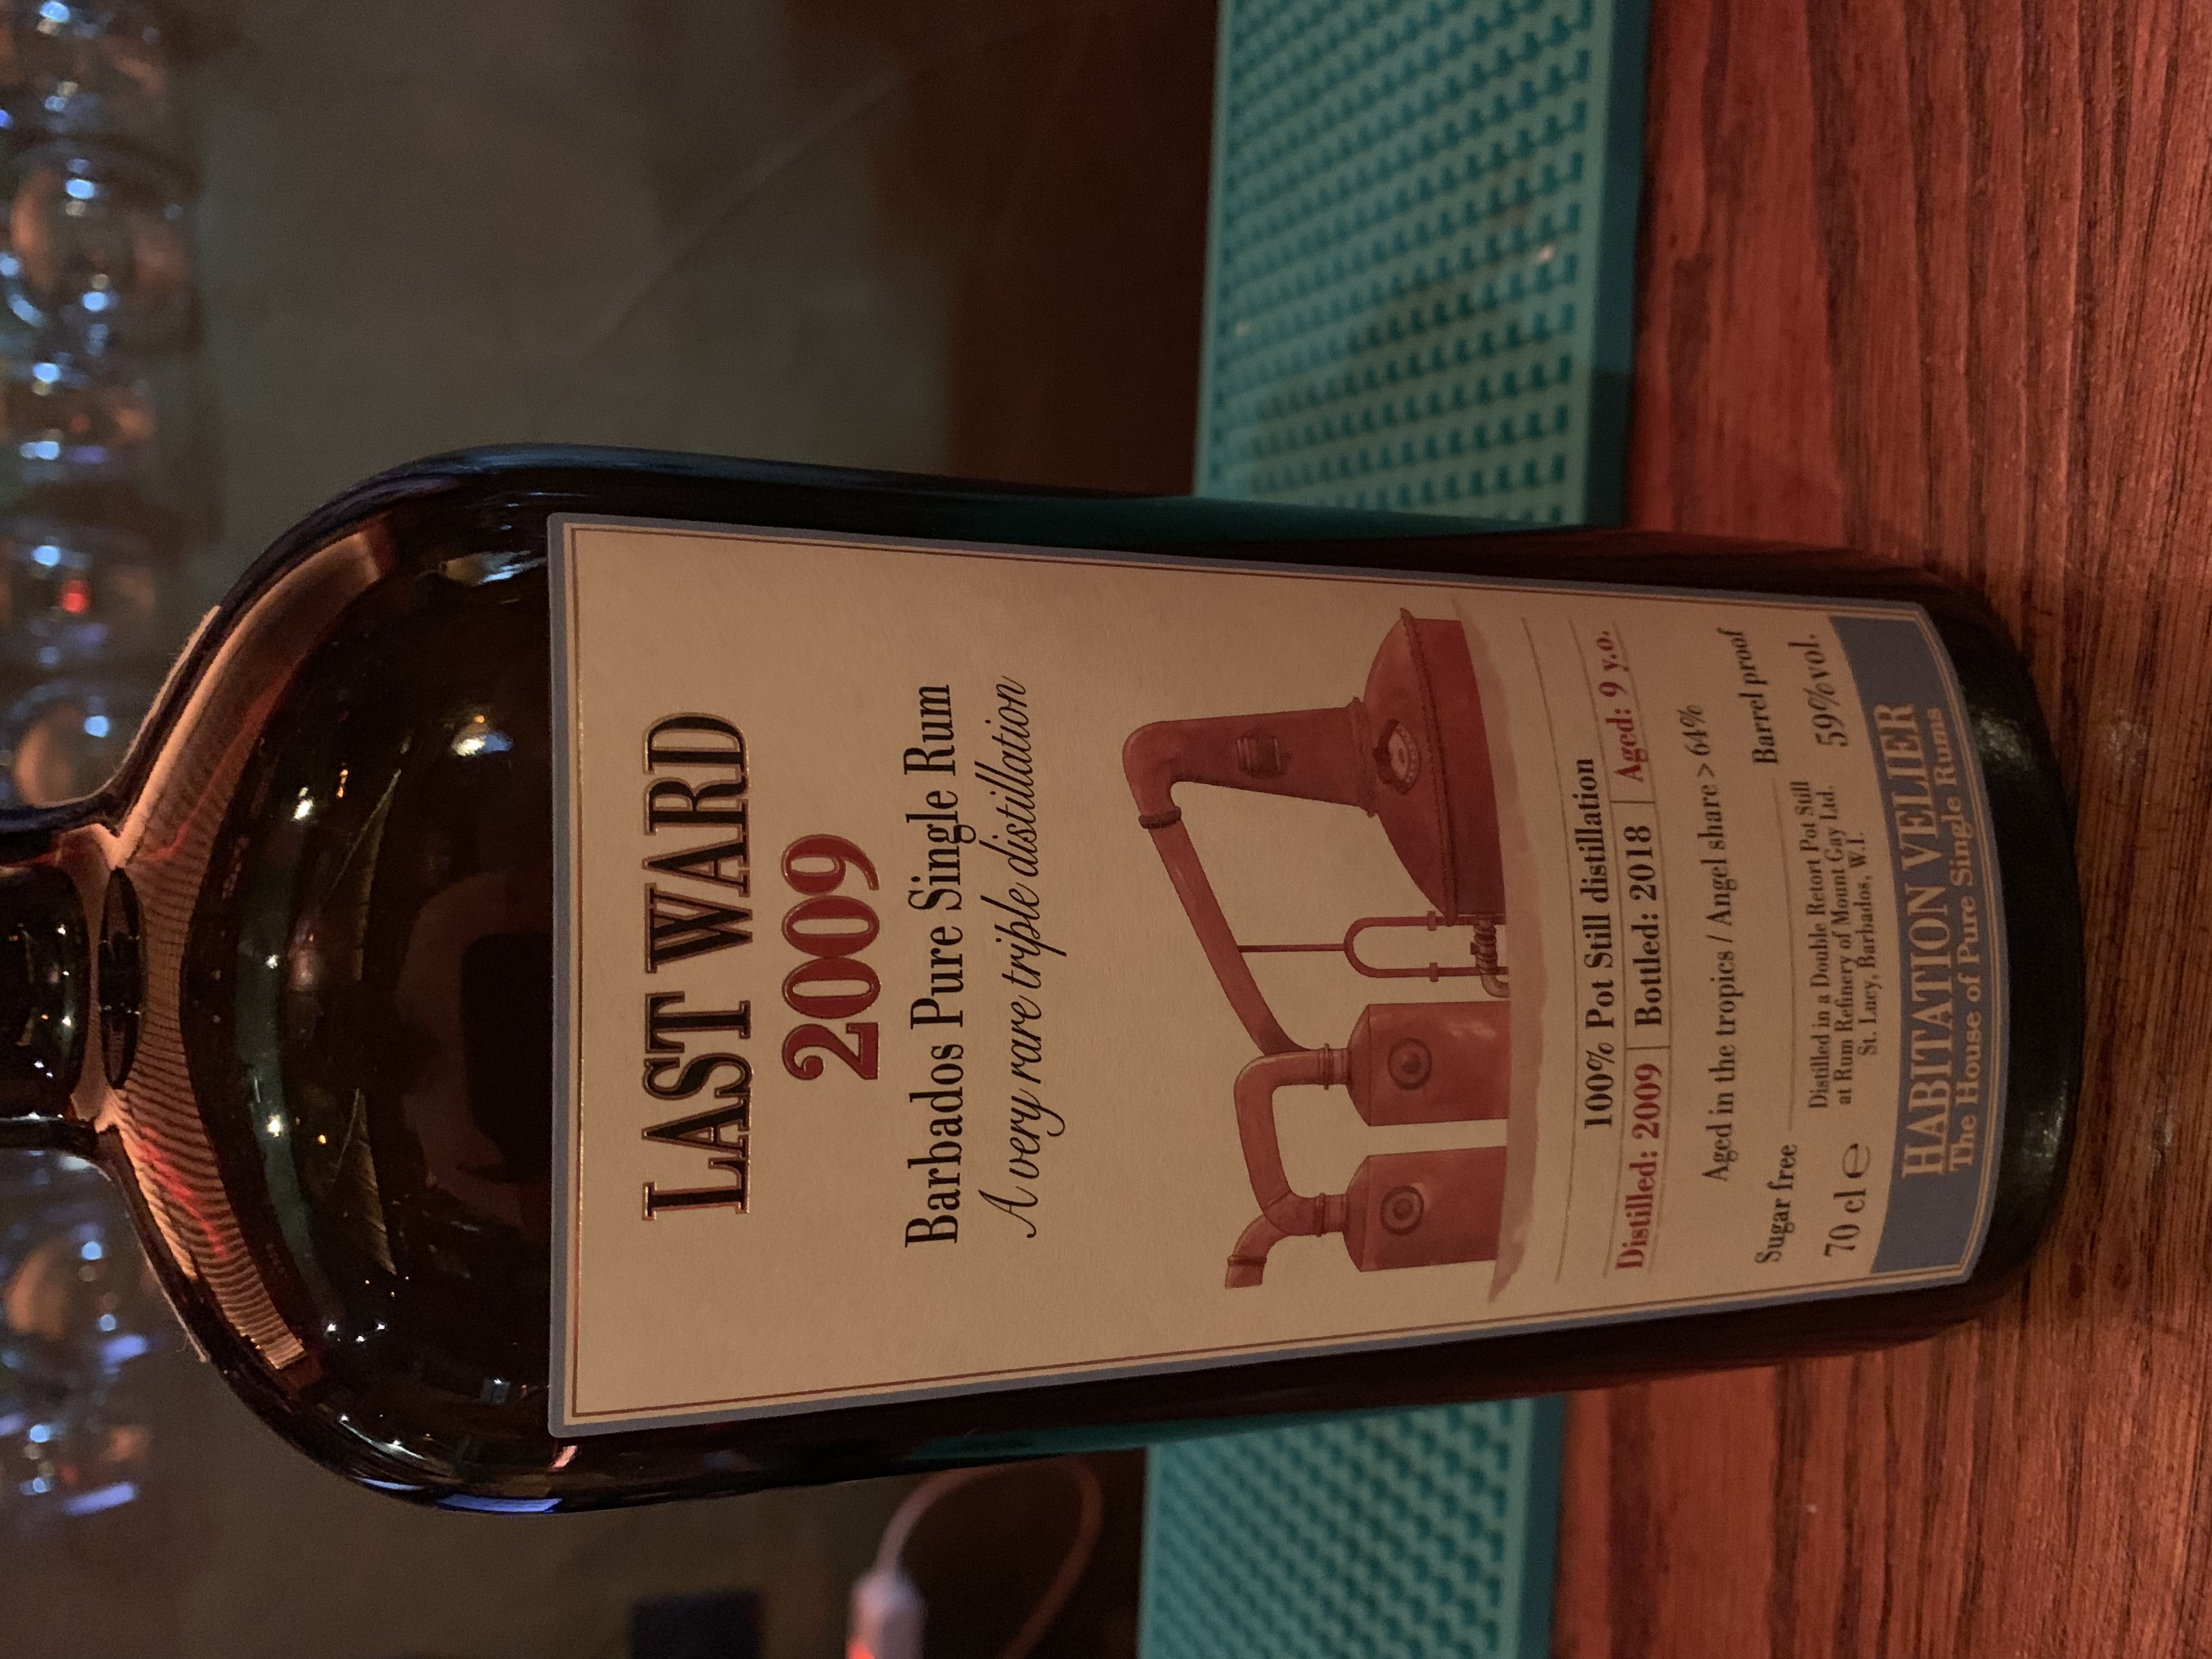 LAST WARD
2009
Barbados Pure Single Rum
A very rare triple distillation
100% Pot Still distillation
Distilled: 2009 | Bottled: 2018 | Aged: 9 y.o.
Aged in the tropics / Angel share > 64%
Sugar free Barrel proof
Distilled in a Double Retort Pot Still
at Rum Refinery of Mount Gay Ltd.
St. Lucy, Barbados, W.I.
70 cl e 59%vol.
HABITATION VELIER
The House of Pure Single Rums